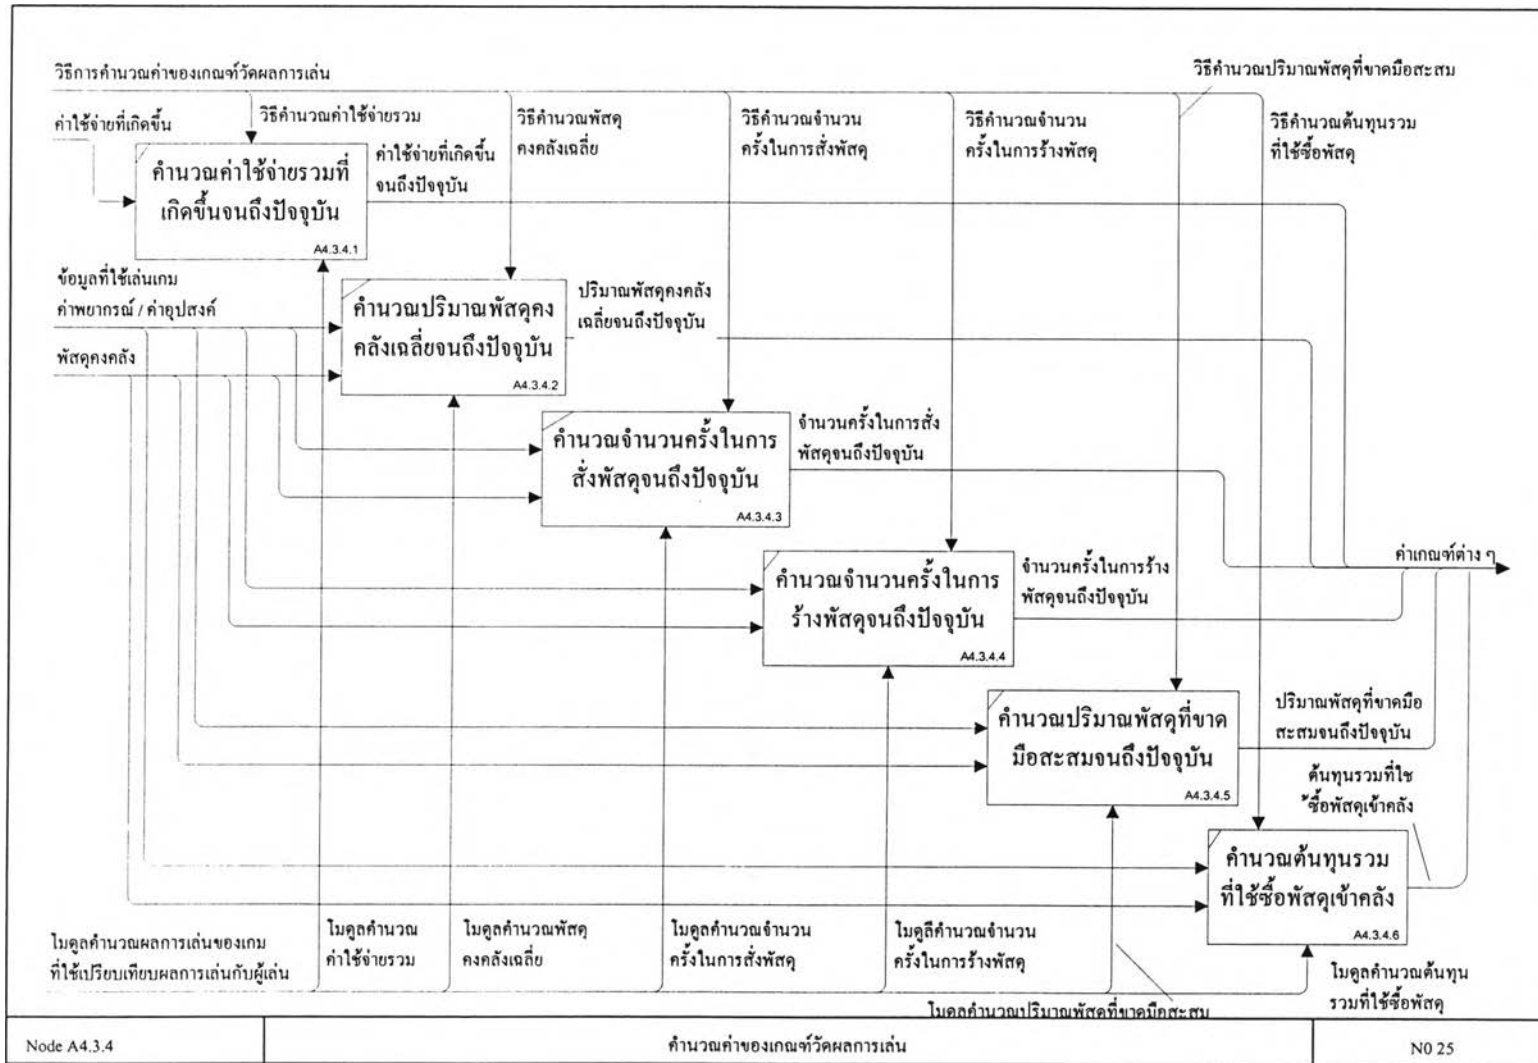 วิธีการคำนวณค่าของเกณฑ์วัดผลการเล่น
วิธีคำนวณปริมาณพัสดุที่ขาดมือสะสม
ค่าใช้จ่ายที่เกิดขึ้น
วิธีคำนวณค่าใช้จ่ายรวม
วิธีคำนวณพัสดุ
คงคลังเฉลี่ย
วิธีคำนวณจำนวน
ครั้งในการสั่งพัสดุ
วิธีคำนวณจำนวน
ครั้งในการร้างพัสดุ
วิธีคำนวณต้นทุนรวม
ที่ใช้ซื้อพัสดุ
คำนวณค่าใช้จ่ายรวมที่
เกิดขึ้นจนถึงปัจจุบัน
A4.3.4.1
ค่าใช้จ่ายที่เกิดขึ้น
จนถึงปัจจุบัน
ข้อมูลที่ใช้เล่นเกม
ค่าพยากรณ์ / ค่าอุปสงค์
พัสดุคงคลัง
คำนวณปริมาณพัสดุคง
คลังเฉลี่ยจนถึงปัจจุบัน
A4.3.4.2
ปริมาณพัสดุคงคลัง
เฉลี่ยจนถึงปัจจุบัน
คำนวณจำนวนครั้งในการ
สั่งพัสดุจนถึงปัจจุบัน
A4.3.4.3
จำนวนครั้งในการสั่ง
พัสดุจนถึงปัจจุบัน
คำนวณจำนวนครั้งในการ
ร้างพัสดุจนถึงปัจจุบัน
A4.3.4.4
จำนวนครั้งในการร้าง
พัสดุจนถึงปัจจุบัน
ค่าเกณฑ์ต่าง ๆ
คำนวณปริมาณพัสดุที่ขาด
มือสะสมจนถึงปัจจุบัน
A4.3.4.5
ปริมาณพัสดุที่ขาดมือ
สะสมจนถึงปัจจุบัน
ต้นทุนรวมที่ใช
้ซื้อพัสดุเข้าคลัง
คำนวณต้นทุนรวม
ที่ใช้ซื้อพัสดุเข้าคลัง
A4.3.4.6
โมดูลคำนวณผลการเล่นของเกม
ที่ใช้เปรียบเทียบผลการเล่นกับผู้เล่น
โมดูลคำนวณ
ค่าใช้จ่ายรวม
โมดูลคำนวณพัสดุ
คงคลังเฉลี่ย
โมดูลคำนวณจำนวน
ครั้งในการสั่งพัสดุ
โมดูลคำนวณจำนวน
ครั้งในการร้างพัสดุ
โมดูลคำนวณต้นทุน
รวมที่ใช้ซื้อพัสดุ
โมดูลคำนวณปริมาณพัสดุที่ขาดมือสะสม
Node A4.3.4
คำนวณค่าของเกณฑ์วัดผลการเล่น
N0 25